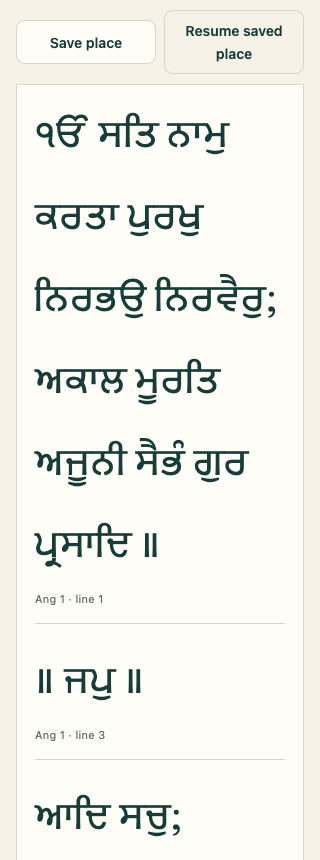 Save place
Resume saved
place
ੴ ਸਤਿ ਨਾਮੁ
ਕਰਤਾ ਪੁਰਖੁ
ਨਿਰਭਉ ਨਿਰਵੈਰੁ;
ਅਕਾਲ ਮੂਰਤਿ
ਅਜੂਨੀ ਸੈਭੰ ਗੁਰ
ਪ੍ਰਸਾਦਿ ॥
Ang 1 · line 1
॥ ਜਪੁ ॥
Ang 1 · line 3
ਆਦਿ ਸਚੁ;